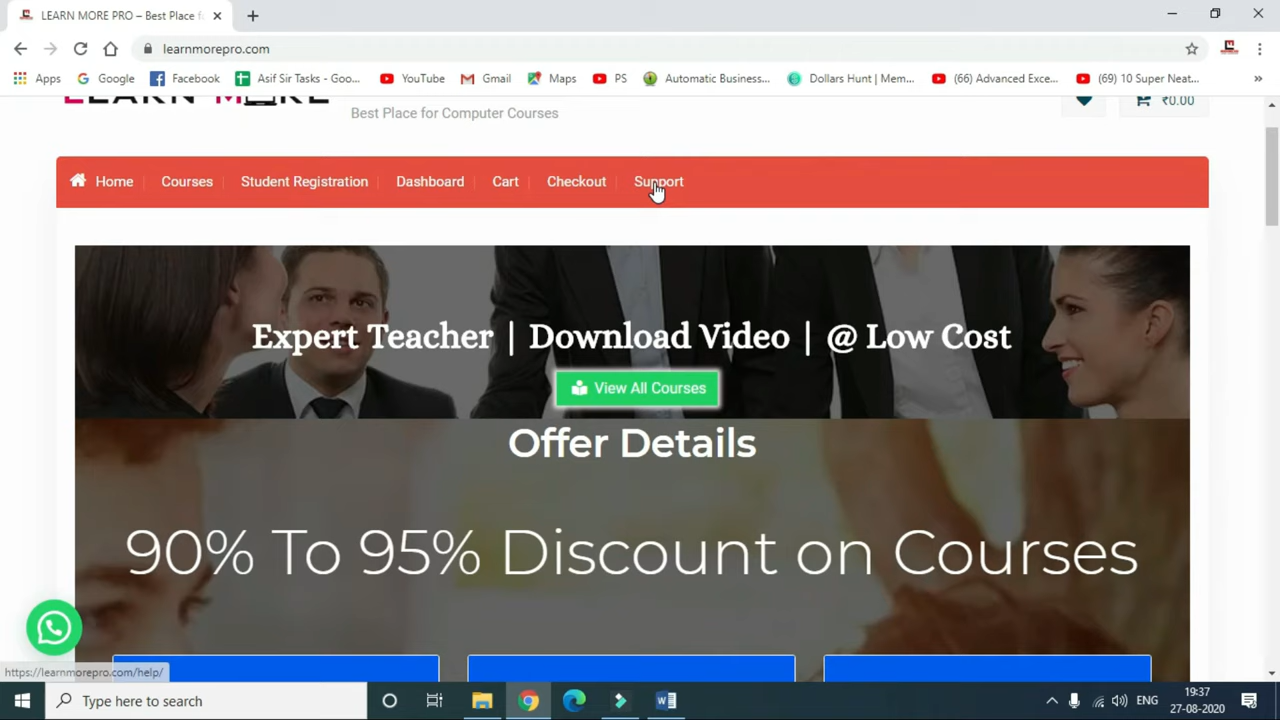 LEARN MORE PRO – Best Place f
learnmorepro.com
Apps
Google
Facebook
Asif Sir Tasks - Goo...
YouTube
Gmail
Maps
PS
Automatic Business...
Dollars Hunt | Mem...
(66) Advanced Exce...
(69) 10 Super Neat...
»
LEARN MORE
Best Place for Computer Courses
₹0.00
Home
Courses
Student Registration
Dashboard
Cart
Checkout
Support
Expert Teacher | Download Video | @ Low Cost
View All Courses
Offer Details
90% To 95% Discount on Courses
https://learnmorepro.com/help/
Type here to search
ENG
19:37
27-08-2020